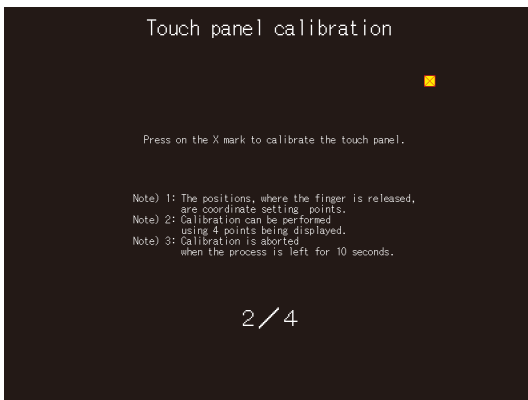 Touch panel calibration
Press on the X mark to calibrate the touch panel.
Note) 1: The positions, where the finger is released,
are coordinate setting points.
Note) 2: Calibration can be performed
using 4 points being displayed.
Note) 3: Calibration is aborted
when the process is left for 10 seconds.
2/4